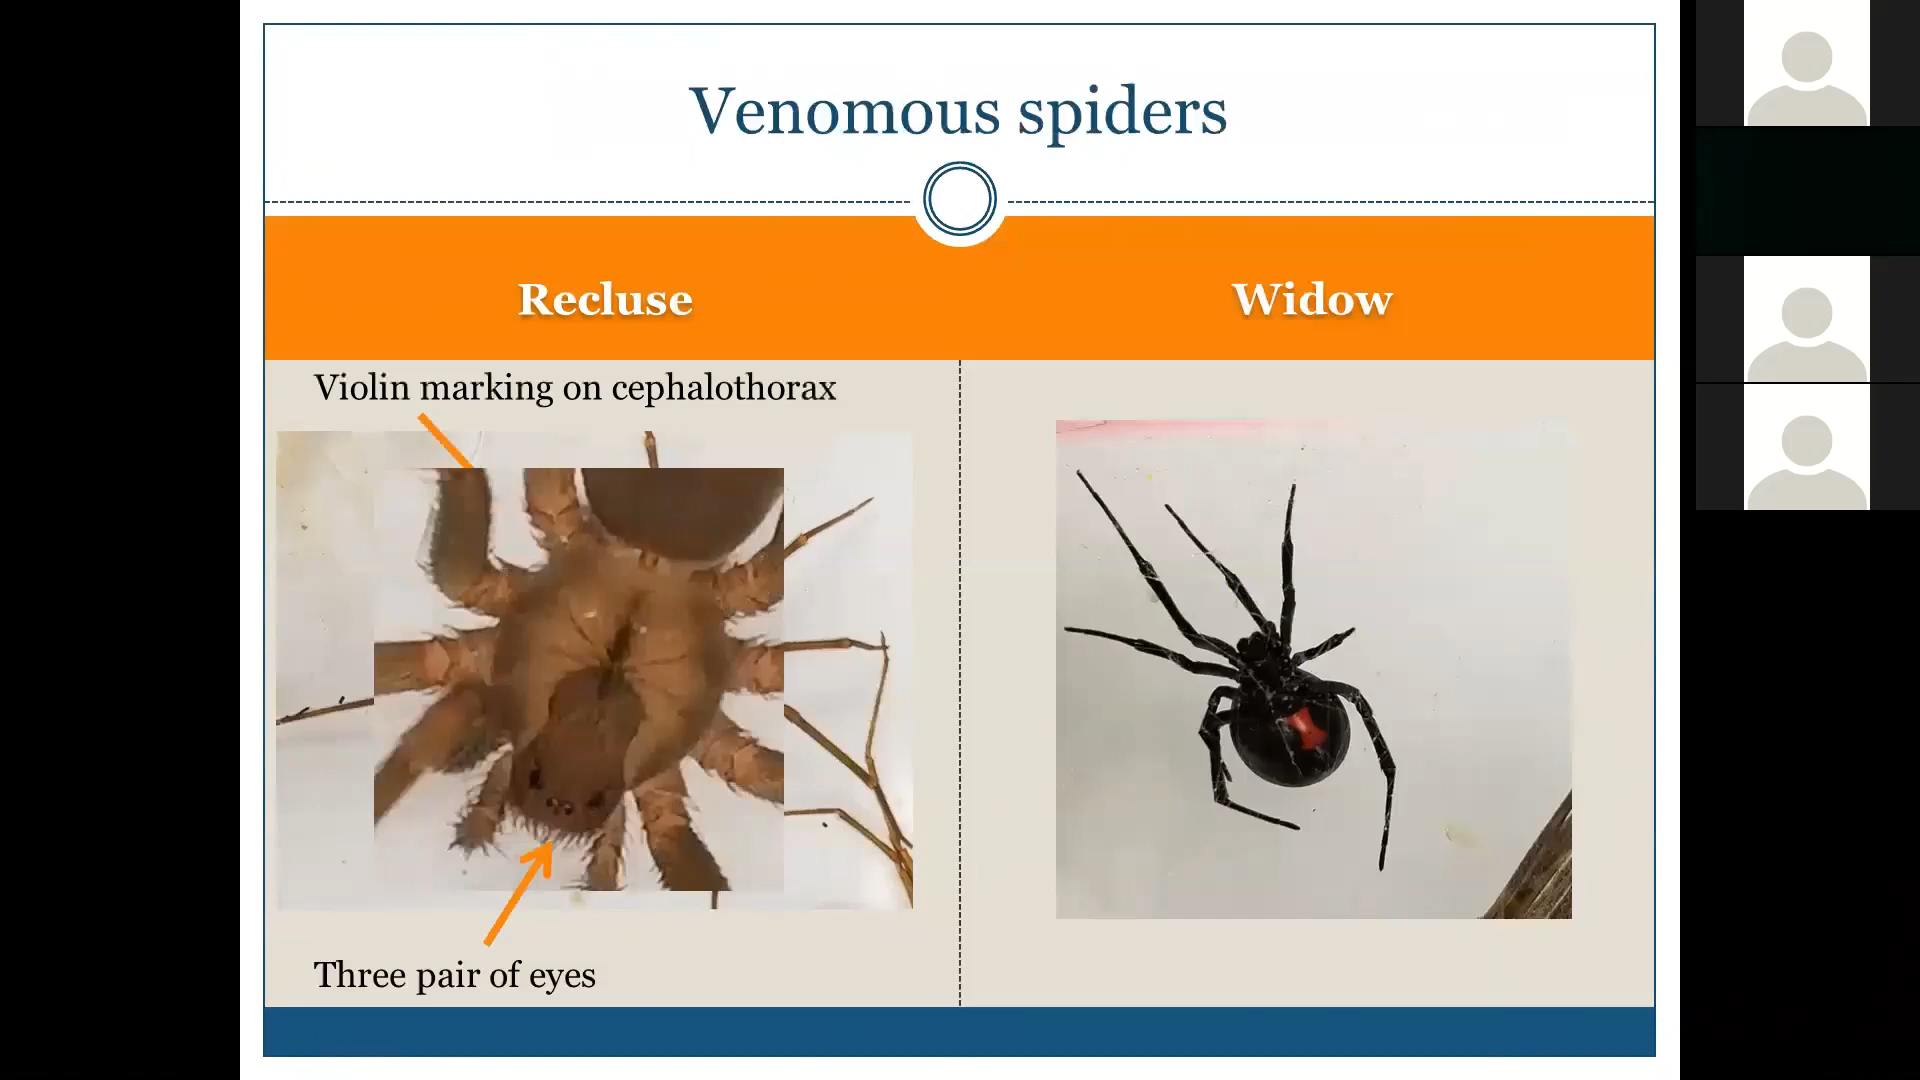 Venomous spiders
Recluse
Widow
Violin marking on cephalothorax
Three pair of eyes